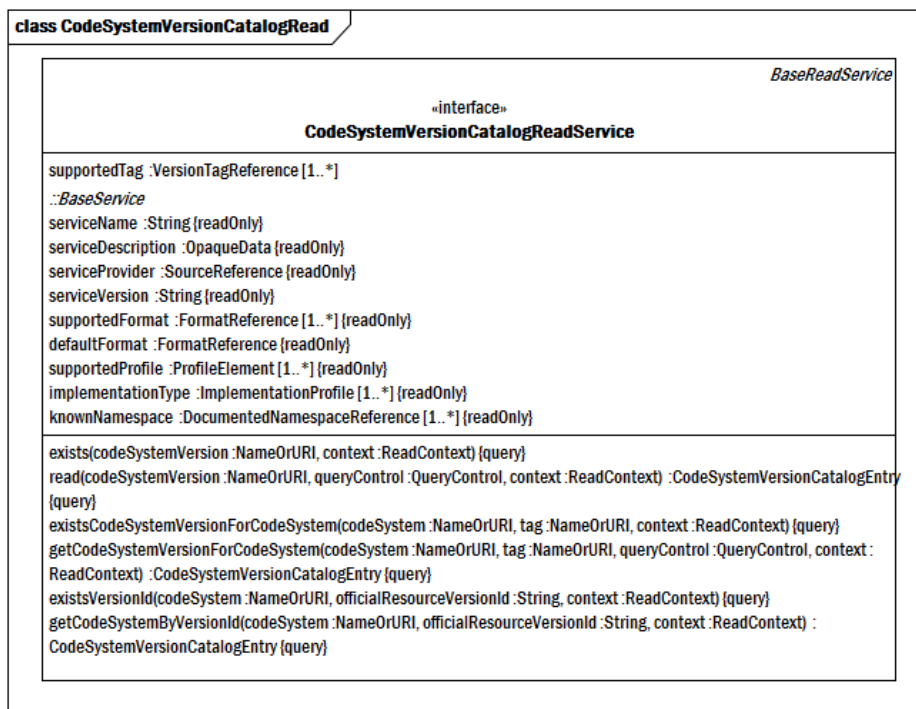 class CodeSystemVersionCatalogRead
BaseReadService
«interface»
CodeSystemVersionCatalogReadService
supportedTag :VersionTagReference [1..*]
::BaseService
serviceName :String {readOnly}
serviceDescription :OpaqueData {readOnly}
serviceProvider :SourceReference {readOnly}
serviceVersion :String {readOnly}
supportedFormat :FormatReference [1..*] {readOnly}
defaultFormat :FormatReference {readOnly}
supportedProfile :ProfileElement [1..*] {readOnly}
implementationType :ImplementationProfile [1..*] {readOnly}
knownNamespace :DocumentedNamespaceReference [1..*] {readOnly}
exists(codeSystemVersion :NameOrURI, context :ReadContext) {query}
read(codeSystemVersion :NameOrURI, queryControl :QueryControl, context :ReadContext) :CodeSystemVersionCatalogEntry
{query}
existsCodeSystemVersionForCodeSystem(codeSystem :NameOrURI, tag :NameOrURI, context :ReadContext) {query}
getCodeSystemVersionForCodeSystem(codeSystem :NameOrURI, tag :NameOrURI, queryControl :QueryControl, context :
ReadContext) :CodeSystemVersionCatalogEntry {query}
existsVersionId(codeSystem :NameOrURI, officialResourceVersionId :String, context :ReadContext) {query}
getCodeSystemByVersionId(codeSystem :NameOrURI, officialResourceVersionId :String, context :ReadContext) :
CodeSystemVersionCatalogEntry {query}